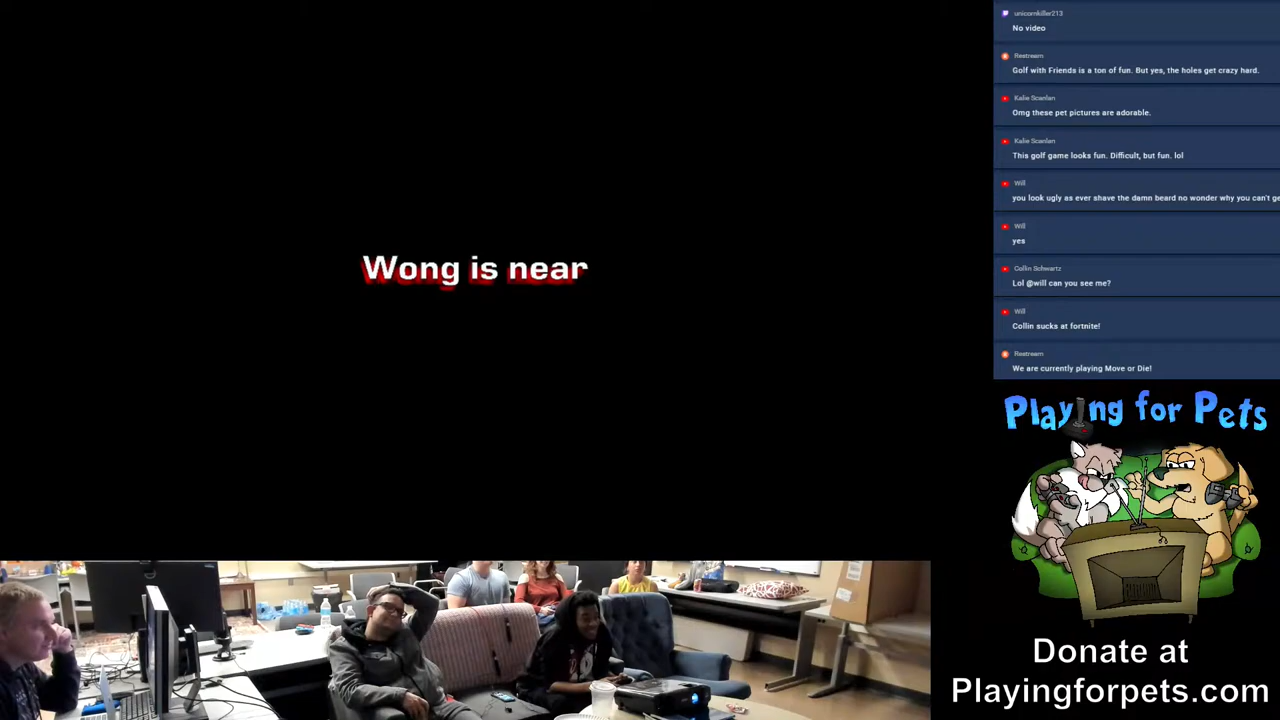 Wong is near
unicornkiller213
No video
Restream
Golf with Friends is a ton of fun. But yes, the holes get crazy hard.
Kalie Scanlan
Omg these pet pictures are adorable.
Kalie Scanlan
This golf game looks fun. Difficult, but fun. lol
Will
you look ugly as ever shave the damn beard no wonder why you can't ge
Will
yes
Collin Schwartz
Lol @will can you see me?
Will
Collin sucks at fortnite!
Restream
We are currently playing Move or Die!
Playing for Pets
Donate at
Playingforpets.com